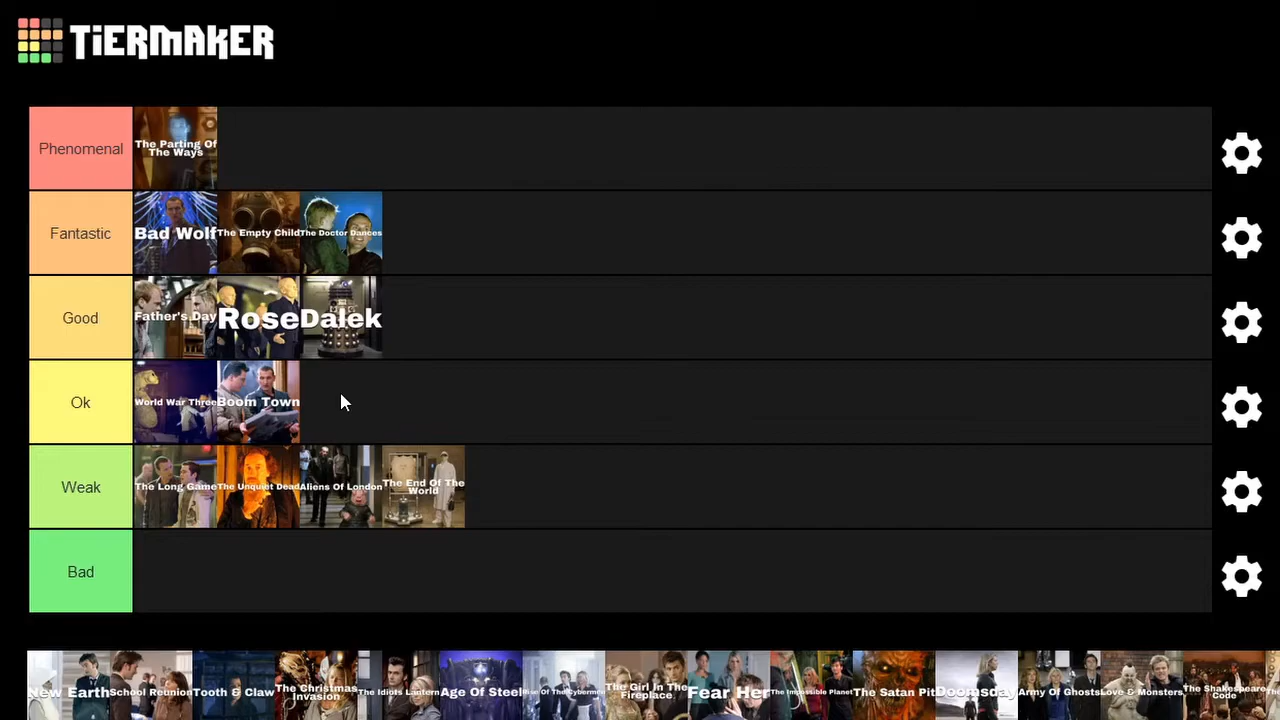 TiERMAKER
Phenomenal
The Parting Of
The Ways
Fantastic
Bad Wolf
The Empty Child
The Doctor Dances
Good
Father's Day
Rose
Dalek
Ok
World War Three
Boom Town
Weak
The Long Game
The Unquiet Dead
Aliens Of London
The End Of The
World
Bad
New Earth
School Reunion
Tooth & Claw
The Christmas
Invasion
The Idiots Lantern
Age Of Steel
Rise Of The Cybermen
The Girl In The
Fireplace
Fear Her
The Impossible Planet
The Satan Pit
Doomsday
Army Of Ghosts
Love & Monsters
The Shakespeare
Code